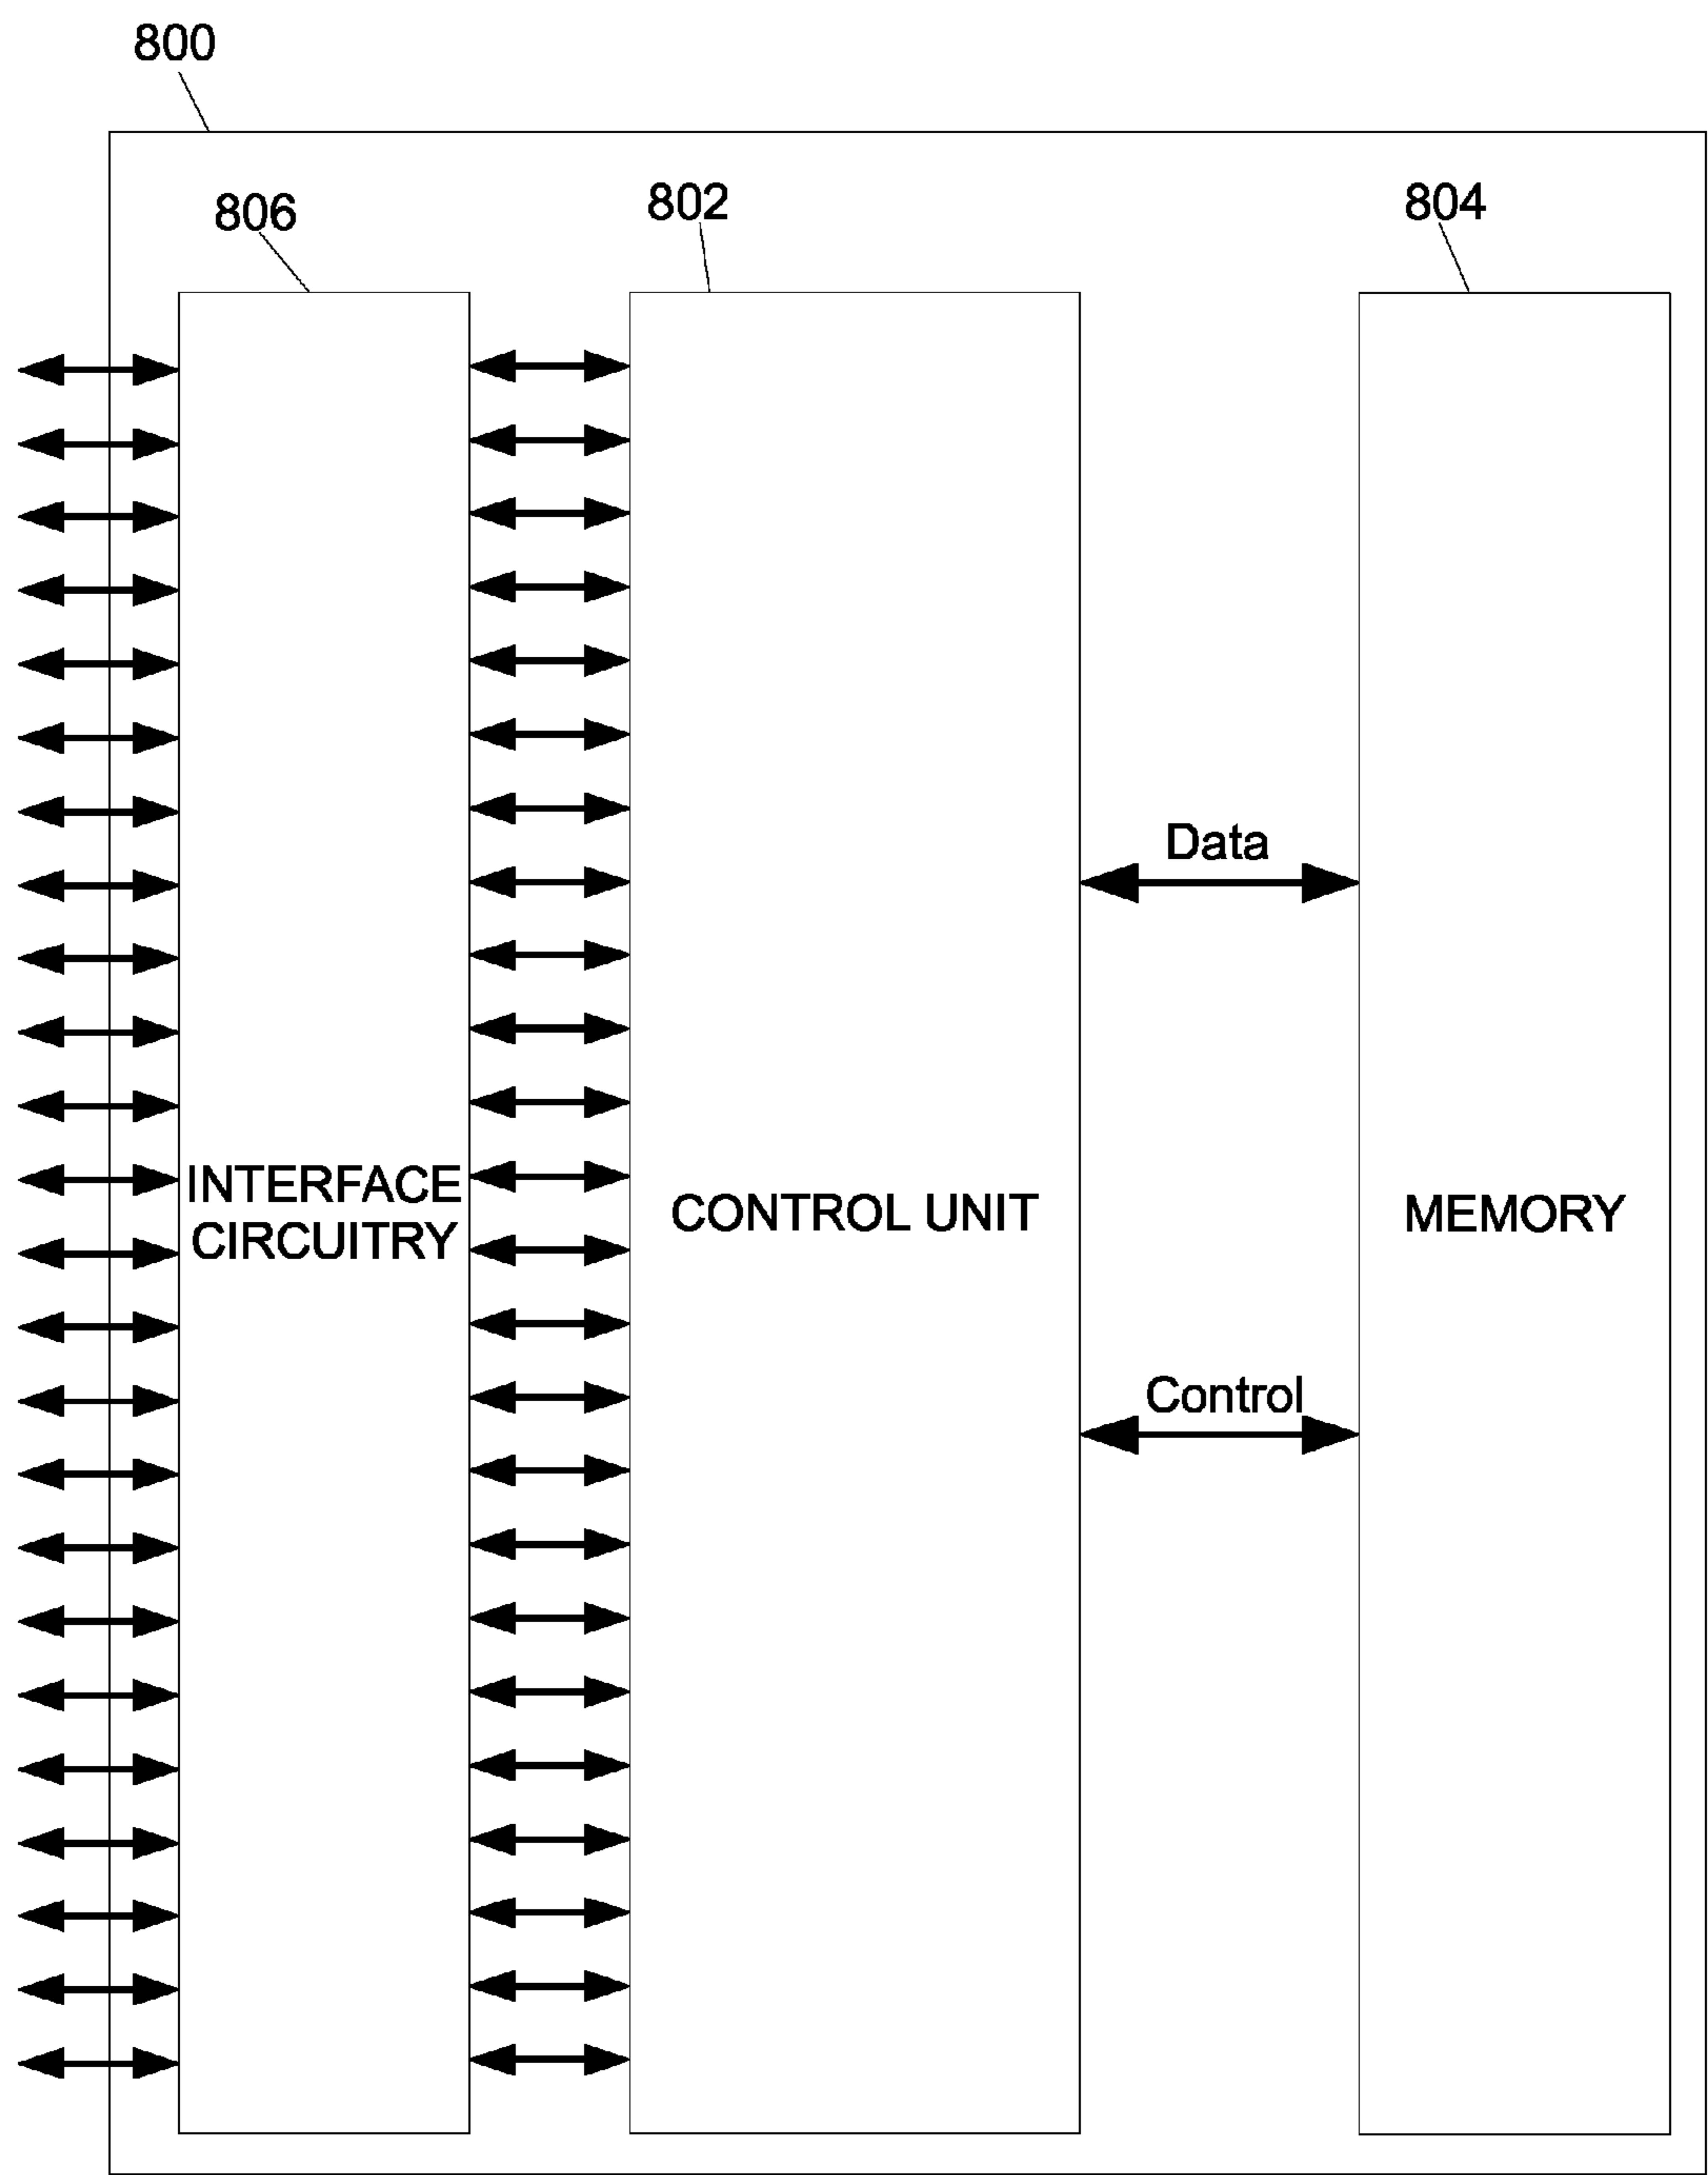 800
806
802
804
Data
INTERFACE
CIRCUITRY
CONTROL UNIT
MEMORY
Control